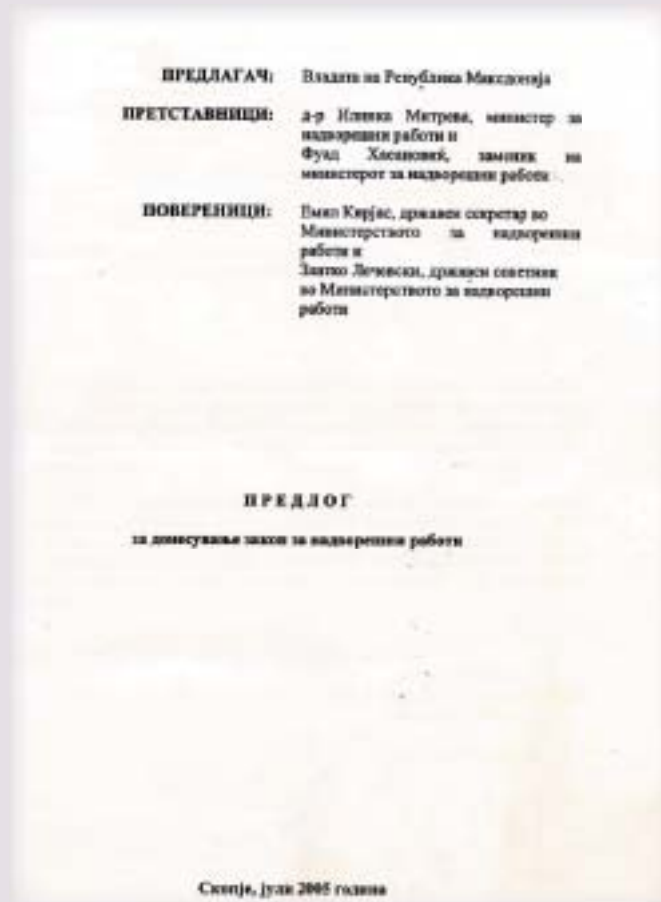 ПРЕДЛАГАЧ: Владата на Република Македонија
ПРЕТСТАВНИЦИ: д-р Илинка Митрева, министер за
надворешни работи и
Фуад Хасановиќ, заменик на
министерот за надворешни работи
ПОВЕРЕНИЦИ: Емил Кирјас, државен секретар во
Министерството за надворешни
работи и
Златко Лечевски, државен советник
во Министерството за надворешни
работи
ПРЕДЛОГ
за донесување закон за надворешни работи
Скопје, јули 2005 година